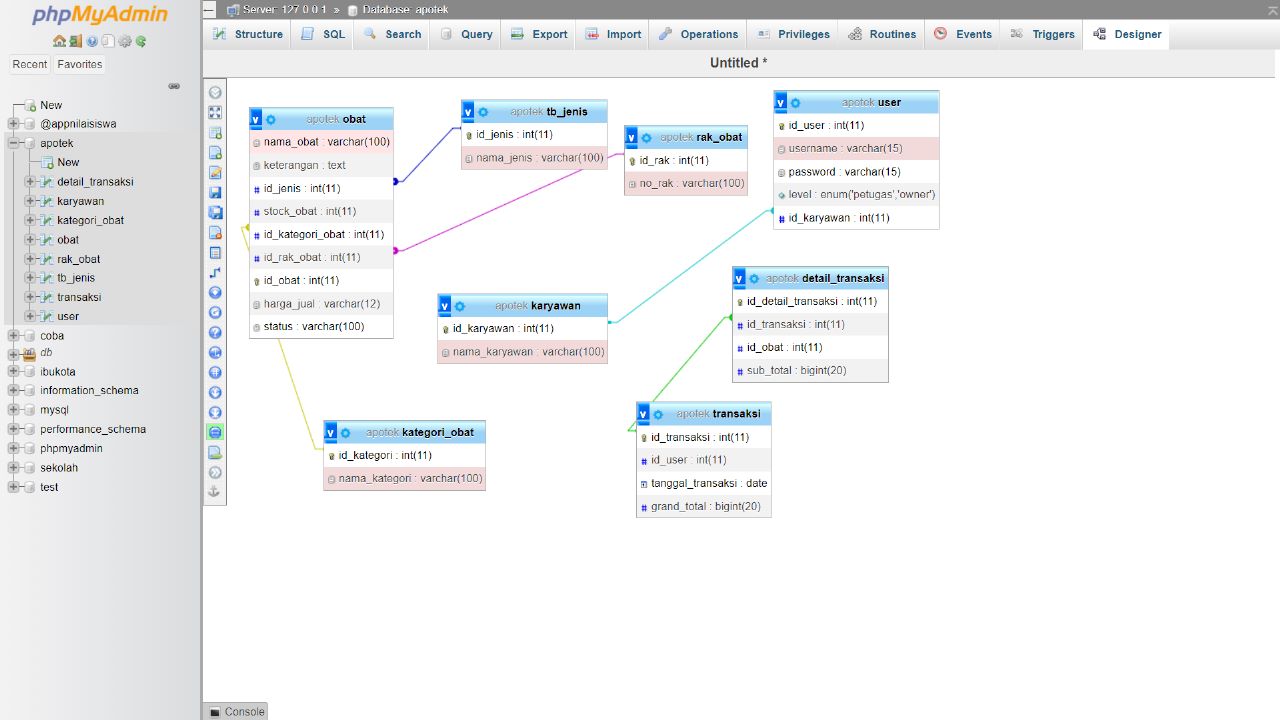 phpMyAdmin
Recent Favorites
New
@appnilaisiswa
apotek
New
detail_transaksi
karyawan
kategori_obat
obat
rak_obat
tb_jenis
transaksi
user
coba
db
ibukota
information_schema
mysql
performance_schema
phpmyadmin
sekolah
test
Server: 127.0.0.1 » Database: apotek
Structure SQL Search Query Export Import Operations Privileges Routines Events Triggers Designer
Untitled *
v apotek obat
nama_obat : varchar(100)
keterangan : text
# id_jenis : int(11)
# stock_obat : int(11)
# id_kategori_obat : int(11)
# id_rak_obat : int(11)
id_obat : int(11)
harga_jual : varchar(12)
status : varchar(100)
v apotek tb_jenis
id_jenis : int(11)
nama_jenis : varchar(100)
v apotek rak_obat
id_rak : int(11)
no_rak : varchar(100)
v apotek user
id_user : int(11)
username : varchar(15)
password : varchar(15)
level : enum('petugas','owner')
# id_karyawan : int(11)
v apotek karyawan
id_karyawan : int(11)
nama_karyawan : varchar(100)
v apotek detail_transaksi
id_detail_transaksi : int(11)
# id_transaksi : int(11)
# id_obat : int(11)
# sub_total : bigint(20)
v apotek kategori_obat
id_kategori : int(11)
nama_kategori : varchar(100)
v apotek transaksi
id_transaksi : int(11)
# id_user : int(11)
tanggal_transaksi : date
# grand_total : bigint(20)
Console